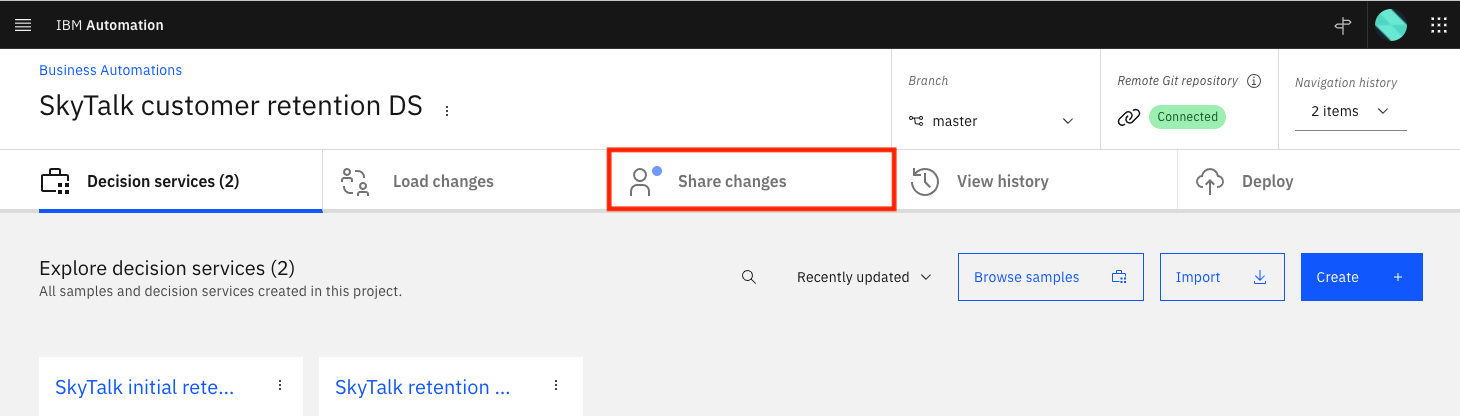 IBM Automation
Business Automations
SkyTalk customer retention DS
Branch
master
Remote Git repository
Connected
Navigation history
2 items
Decision services (2)
Load changes
Share changes
View history
Deploy
Explore decision services (2)
All samples and decision services created in this project.
Recently updated
Browse samples
Import
Create
SkyTalk initial rete...
SkyTalk retention ...